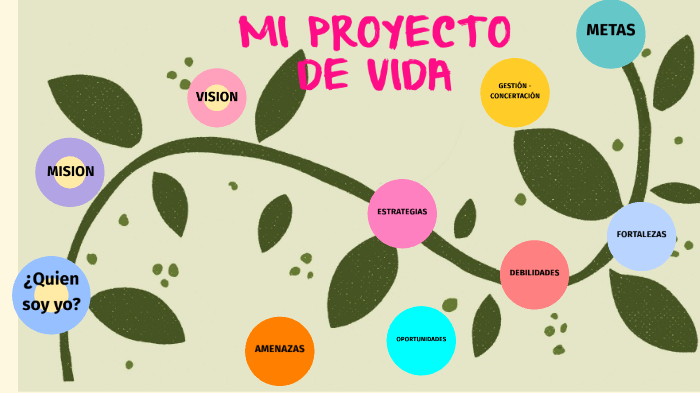 MI PROYECTO
DE VIDA
METAS
GESTIÓN -
CONCERTACIÓN
VISION
MISION
ESTRATEGIAS
FORTALEZAS
DEBILIDADES
¿Quien
soy yo?
OPORTUNIDADES
AMENAZAS